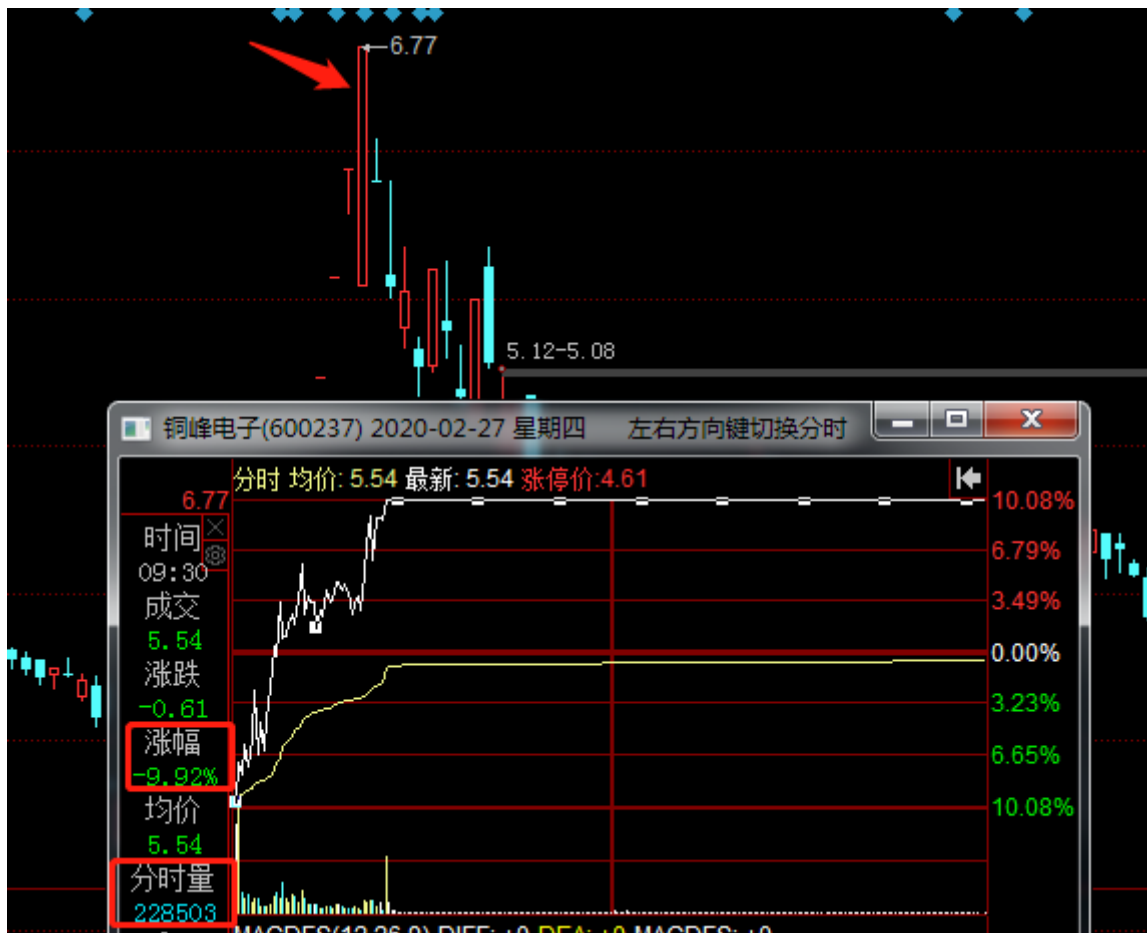 6.77
5.12-5.08
铜峰电子(600237) 2020-02-27 星期四 左右方向键切换分时
分时 均价: 5.54 最新: 5.54 涨停价:4.61
6.77
10.08%
时间
6.79%
09:30
成交
3.49%
5.54
0.00%
涨跌
-0.61
3.23%
涨幅
6.65%
-9.92%
均价
10.08%
5.54
分时量
228503